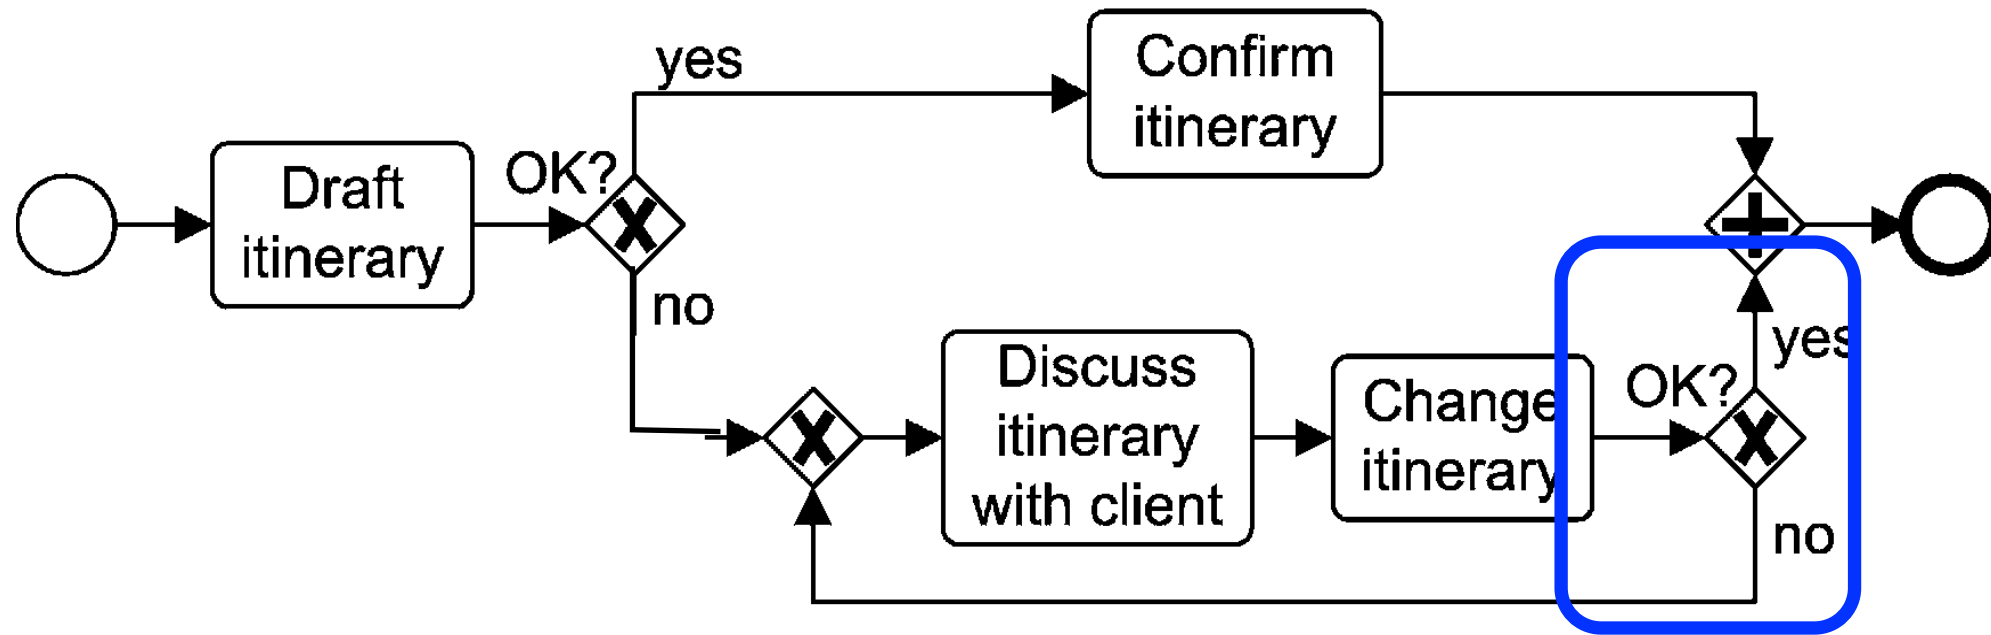 yes
Confirm
itinerary
Draft
itinerary
OK?
no
Discuss
itinerary
with client
Change
itinerary
OK?
yes
no